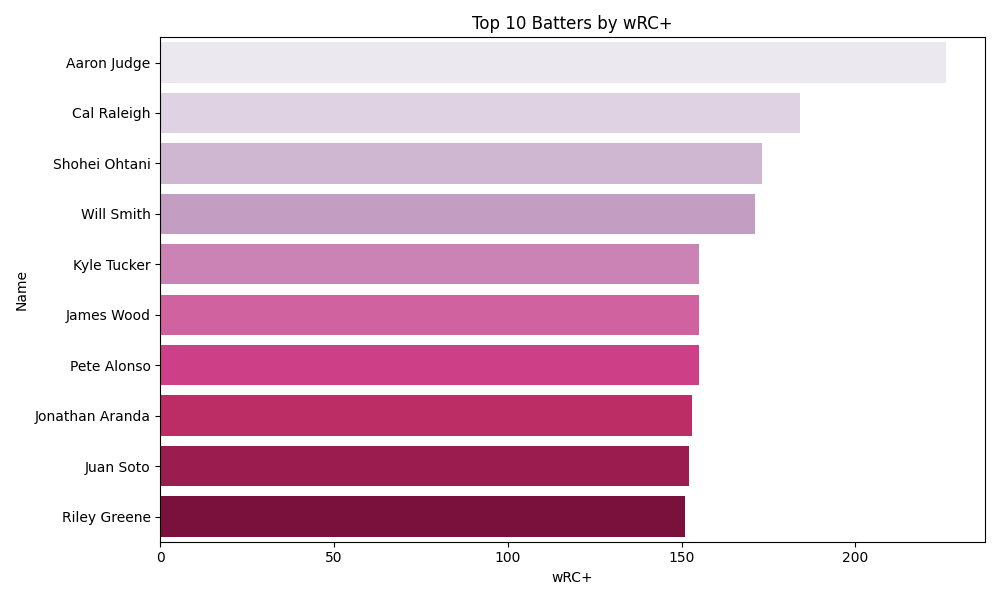 Top 10 Batters by wRC+
Name
Aaron Judge
Cal Raleigh
Shohei Ohtani
Will Smith
Kyle Tucker
James Wood
Pete Alonso
Jonathan Aranda
Juan Soto
Riley Greene
0 50 100 150 200
wRC+